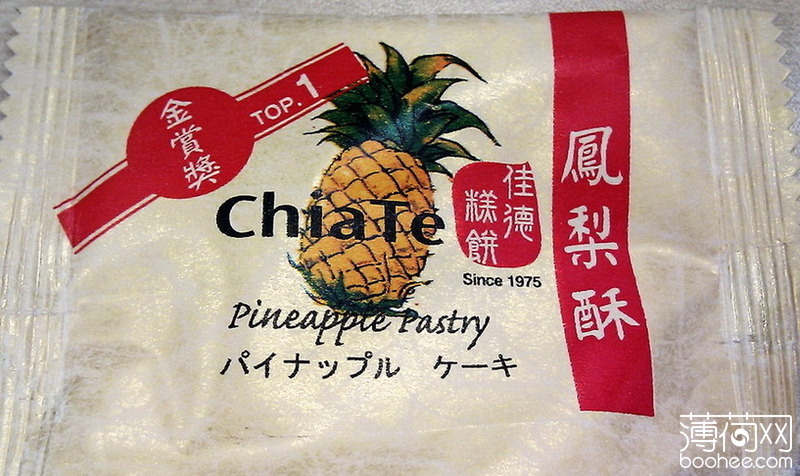 金賞獎
TOP. 1
ChiaTe
佳德
糕餅
Since 1975
Pineapple Pastry
パイナップル ケーキ
鳳梨酥
薄荷网
boohee.com